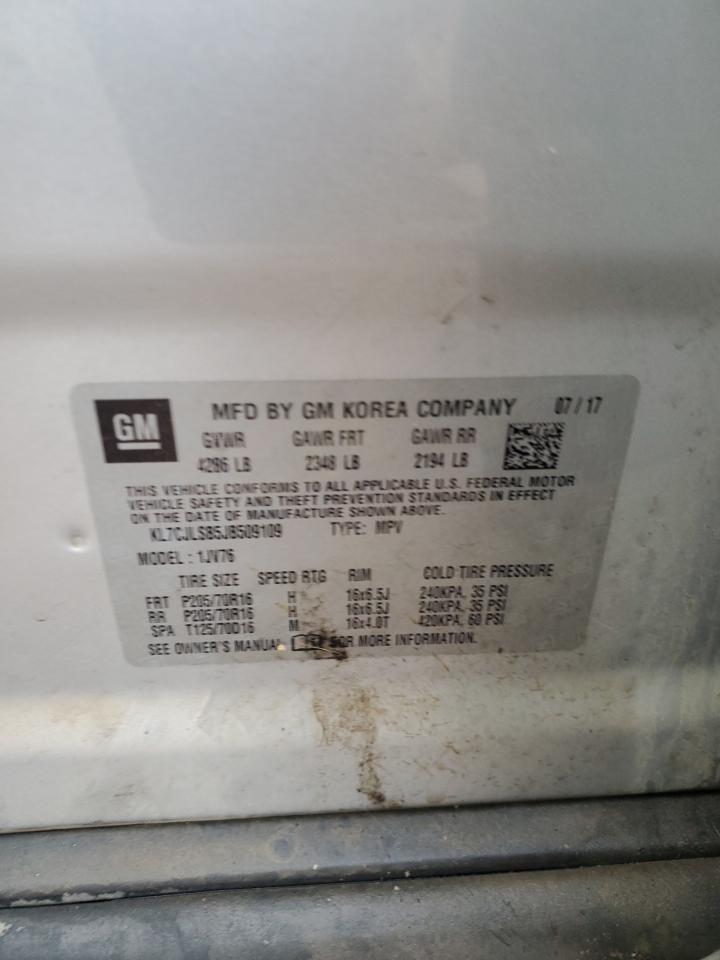 GM
MFD BY GM KOREA COMPANY 07/17
GVWR GAWR FRT GAWR RR
4286 LB 2348 LB 2194 LB
THIS VEHICLE CONFORMS TO ALL APPLICABLE U.S. FEDERAL MOTOR
VEHICLE SAFETY AND THEFT PREVENTION STANDARDS IN EFFECT
ON THE DATE OF MANUFACTURE SHOWN ABOVE.
KL7CJLSB5JB509109 TYPE: MPV
MODEL : 1JV76
TIRE SIZE SPEED RTG RIM COLD TIRE PRESSURE
FRT P205/70R16 H 16x6.5J 240KPA, 35 PSI
RR P205/70R16 H 16x6.5J 240KPA, 35 PSI
SPA T125/70D16 M 16x4.0T 420KPA, 60 PSI
SEE OWNER'S MANUAL FOR MORE INFORMATION.